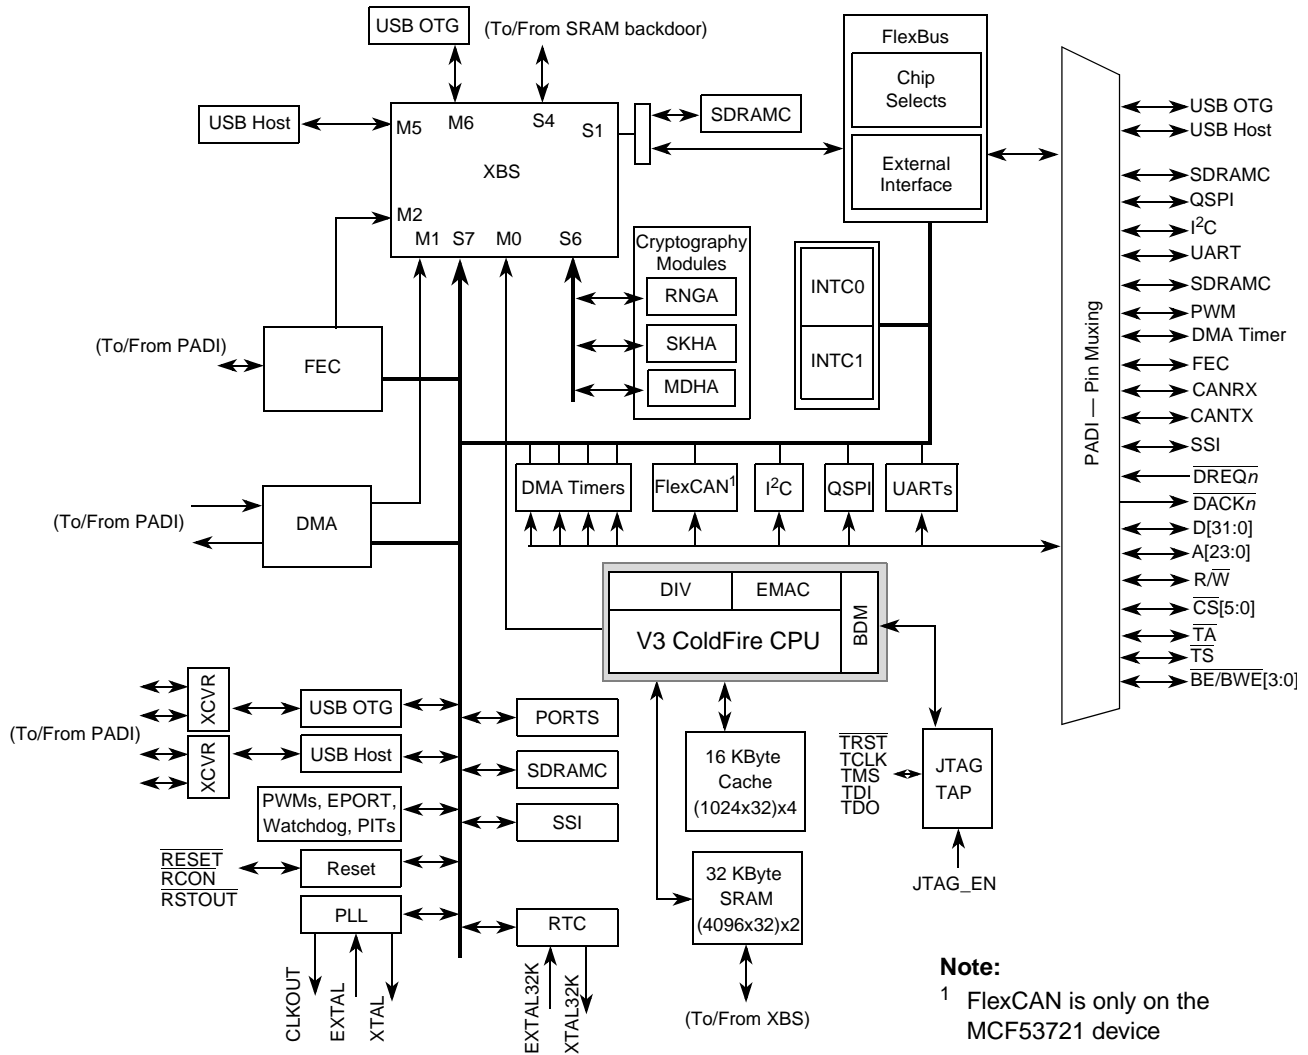 USB OTG
(To/From SRAM backdoor)
FlexBus
Chip
Selects
External
Interface
USB Host
M5
M6
S4
S1
XBS
M2
M1
S7
M0
S6
SDRAMC
Cryptography
Modules
RNGA
SKHA
MDHA
INTC0
INTC1
(To/From PADI)
FEC
(To/From PADI)
DMA
DMA Timers
FlexCAN¹
I²C
QSPI
UARTs
DIV
EMAC
BDM
V3 ColdFire CPU
XCVR
XCVR
(To/From PADI)
USB OTG
USB Host
PWMs, EPORT,
Watchdog, PITs
RESET
RCON
RSTOUT
Reset
PLL
CLKOUT
EXTAL
XTAL
PORTS
SDRAMC
SSI
RTC
EXTAL32K
XTAL32K
16 KByte
Cache
(1024x32)x4
32 KByte
SRAM
(4096x32)x2
(To/From XBS)
TRST
TCLK
TMS
TDI
TDO
JTAG
TAP
JTAG_EN
PADI — Pin Muxing
USB OTG
USB Host
SDRAMC
QSPI
I²C
UART
SDRAMC
PWM
DMA Timer
FEC
CANRX
CANTX
SSI
DREQn
DACKn
D[31:0]
A[23:0]
R/W
CS[5:0]
TA
TS
BE/BWE[3:0]
Note:
¹ FlexCAN is only on the
MCF53721 device